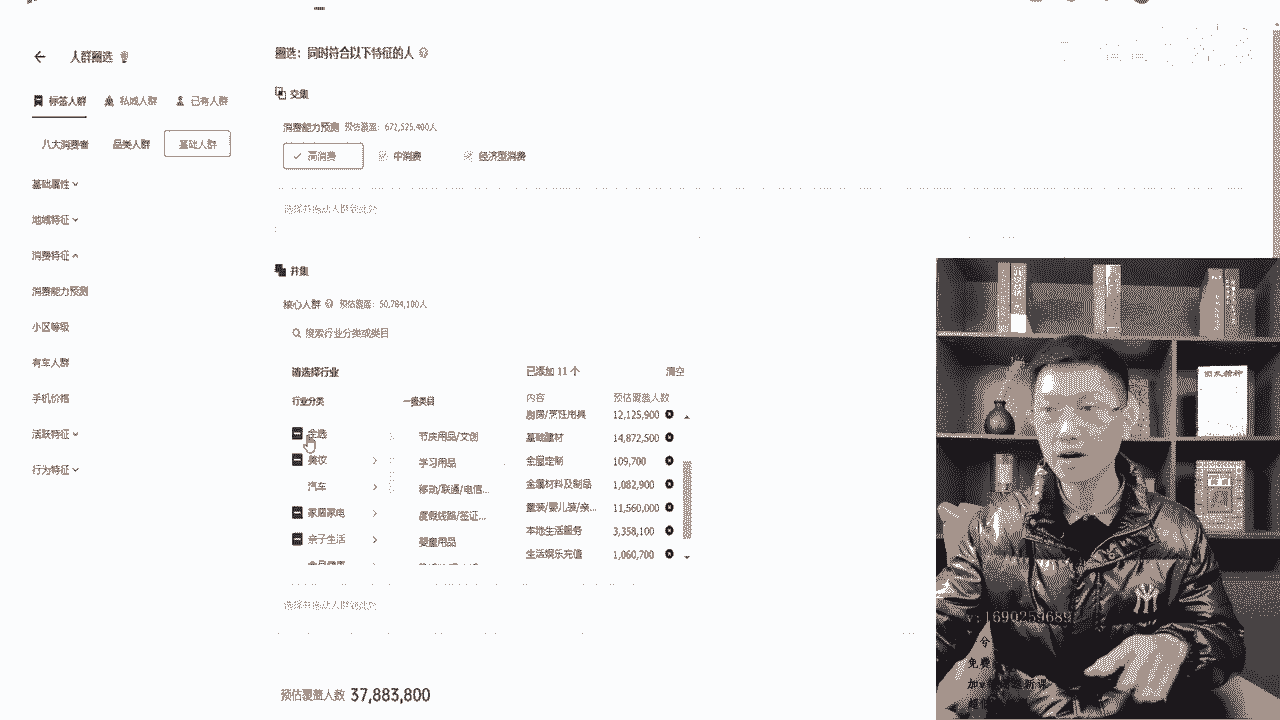 人群圈选
标签人群 私域人群 已有人群
八大消费者 品类人群 基础人群
基础属性
地域特征
消费特征
消费能力预测
小区等级
有车人群
手机价格
活跃特征
行为特征
圈选：同时符合以下特征的人
交集
消费能力预测 预估覆盖：672,525,400人
高消费 中消费 经济型消费
选择并拖动人群到此处
并集
核心人群 预估覆盖：50,784,100人
搜索行业分类或类目
请选择行业 已添加 11 个 清空
行业分类 一级类目 内容 预估覆盖人数
厨房/烹饪用具 12,125,900
全选 节庆用品/文创 基础建材 14,872,500
美妆 学习用品 全屋定制 109,700
汽车 移动/联通/电信... 金属材料及制品 1,082,900
家居家电 度假线路/签证... 童装/婴儿装/亲... 11,560,000
亲子生活 婴童用品 本地生活服务 3,358,100
生活娱乐充值 1,060,700
选择并拖动人群到此处
预估覆盖人数 37,883,800
v:1690259689
免费